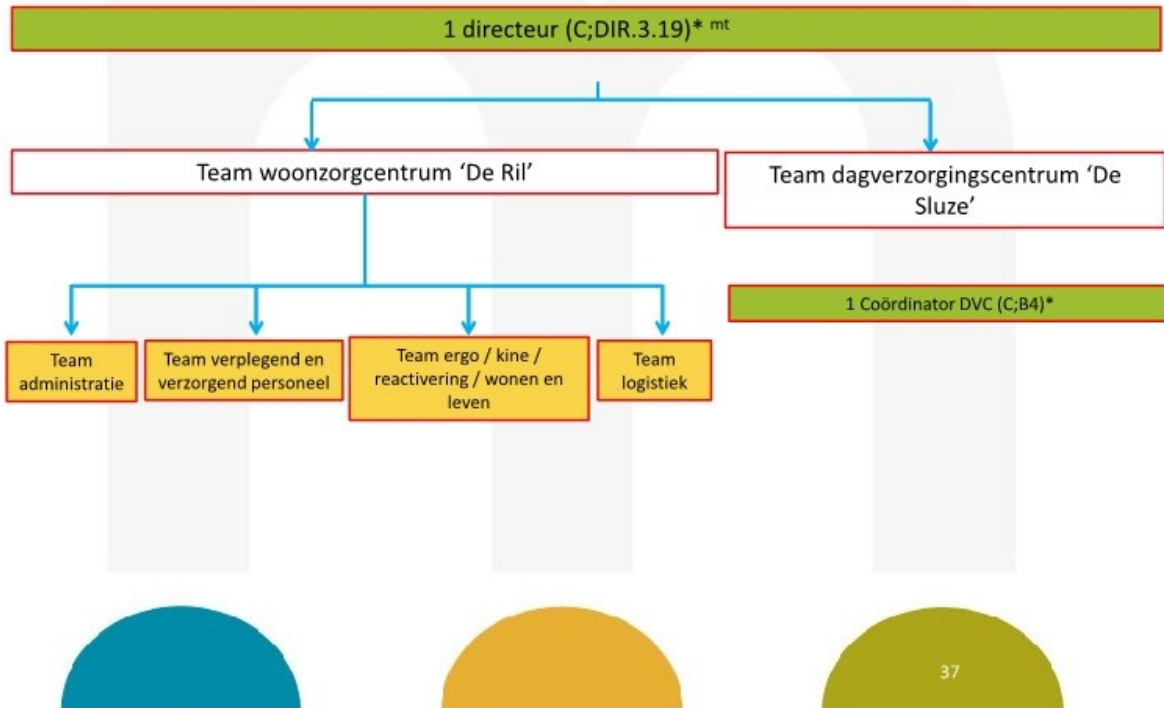 1 directeur (C;DIR.3.19)* mt
Team woonzorgcentrum ‘De Ril’
Team dagverzorgingscentrum ‘De
Sluze’
1 Coördinator DVC (C;B4)*
Team
administratie
Team verplegend en
verzorgend personeel
Team ergo / kine /
reactivering / wonen en
leven
Team
logistiek
37